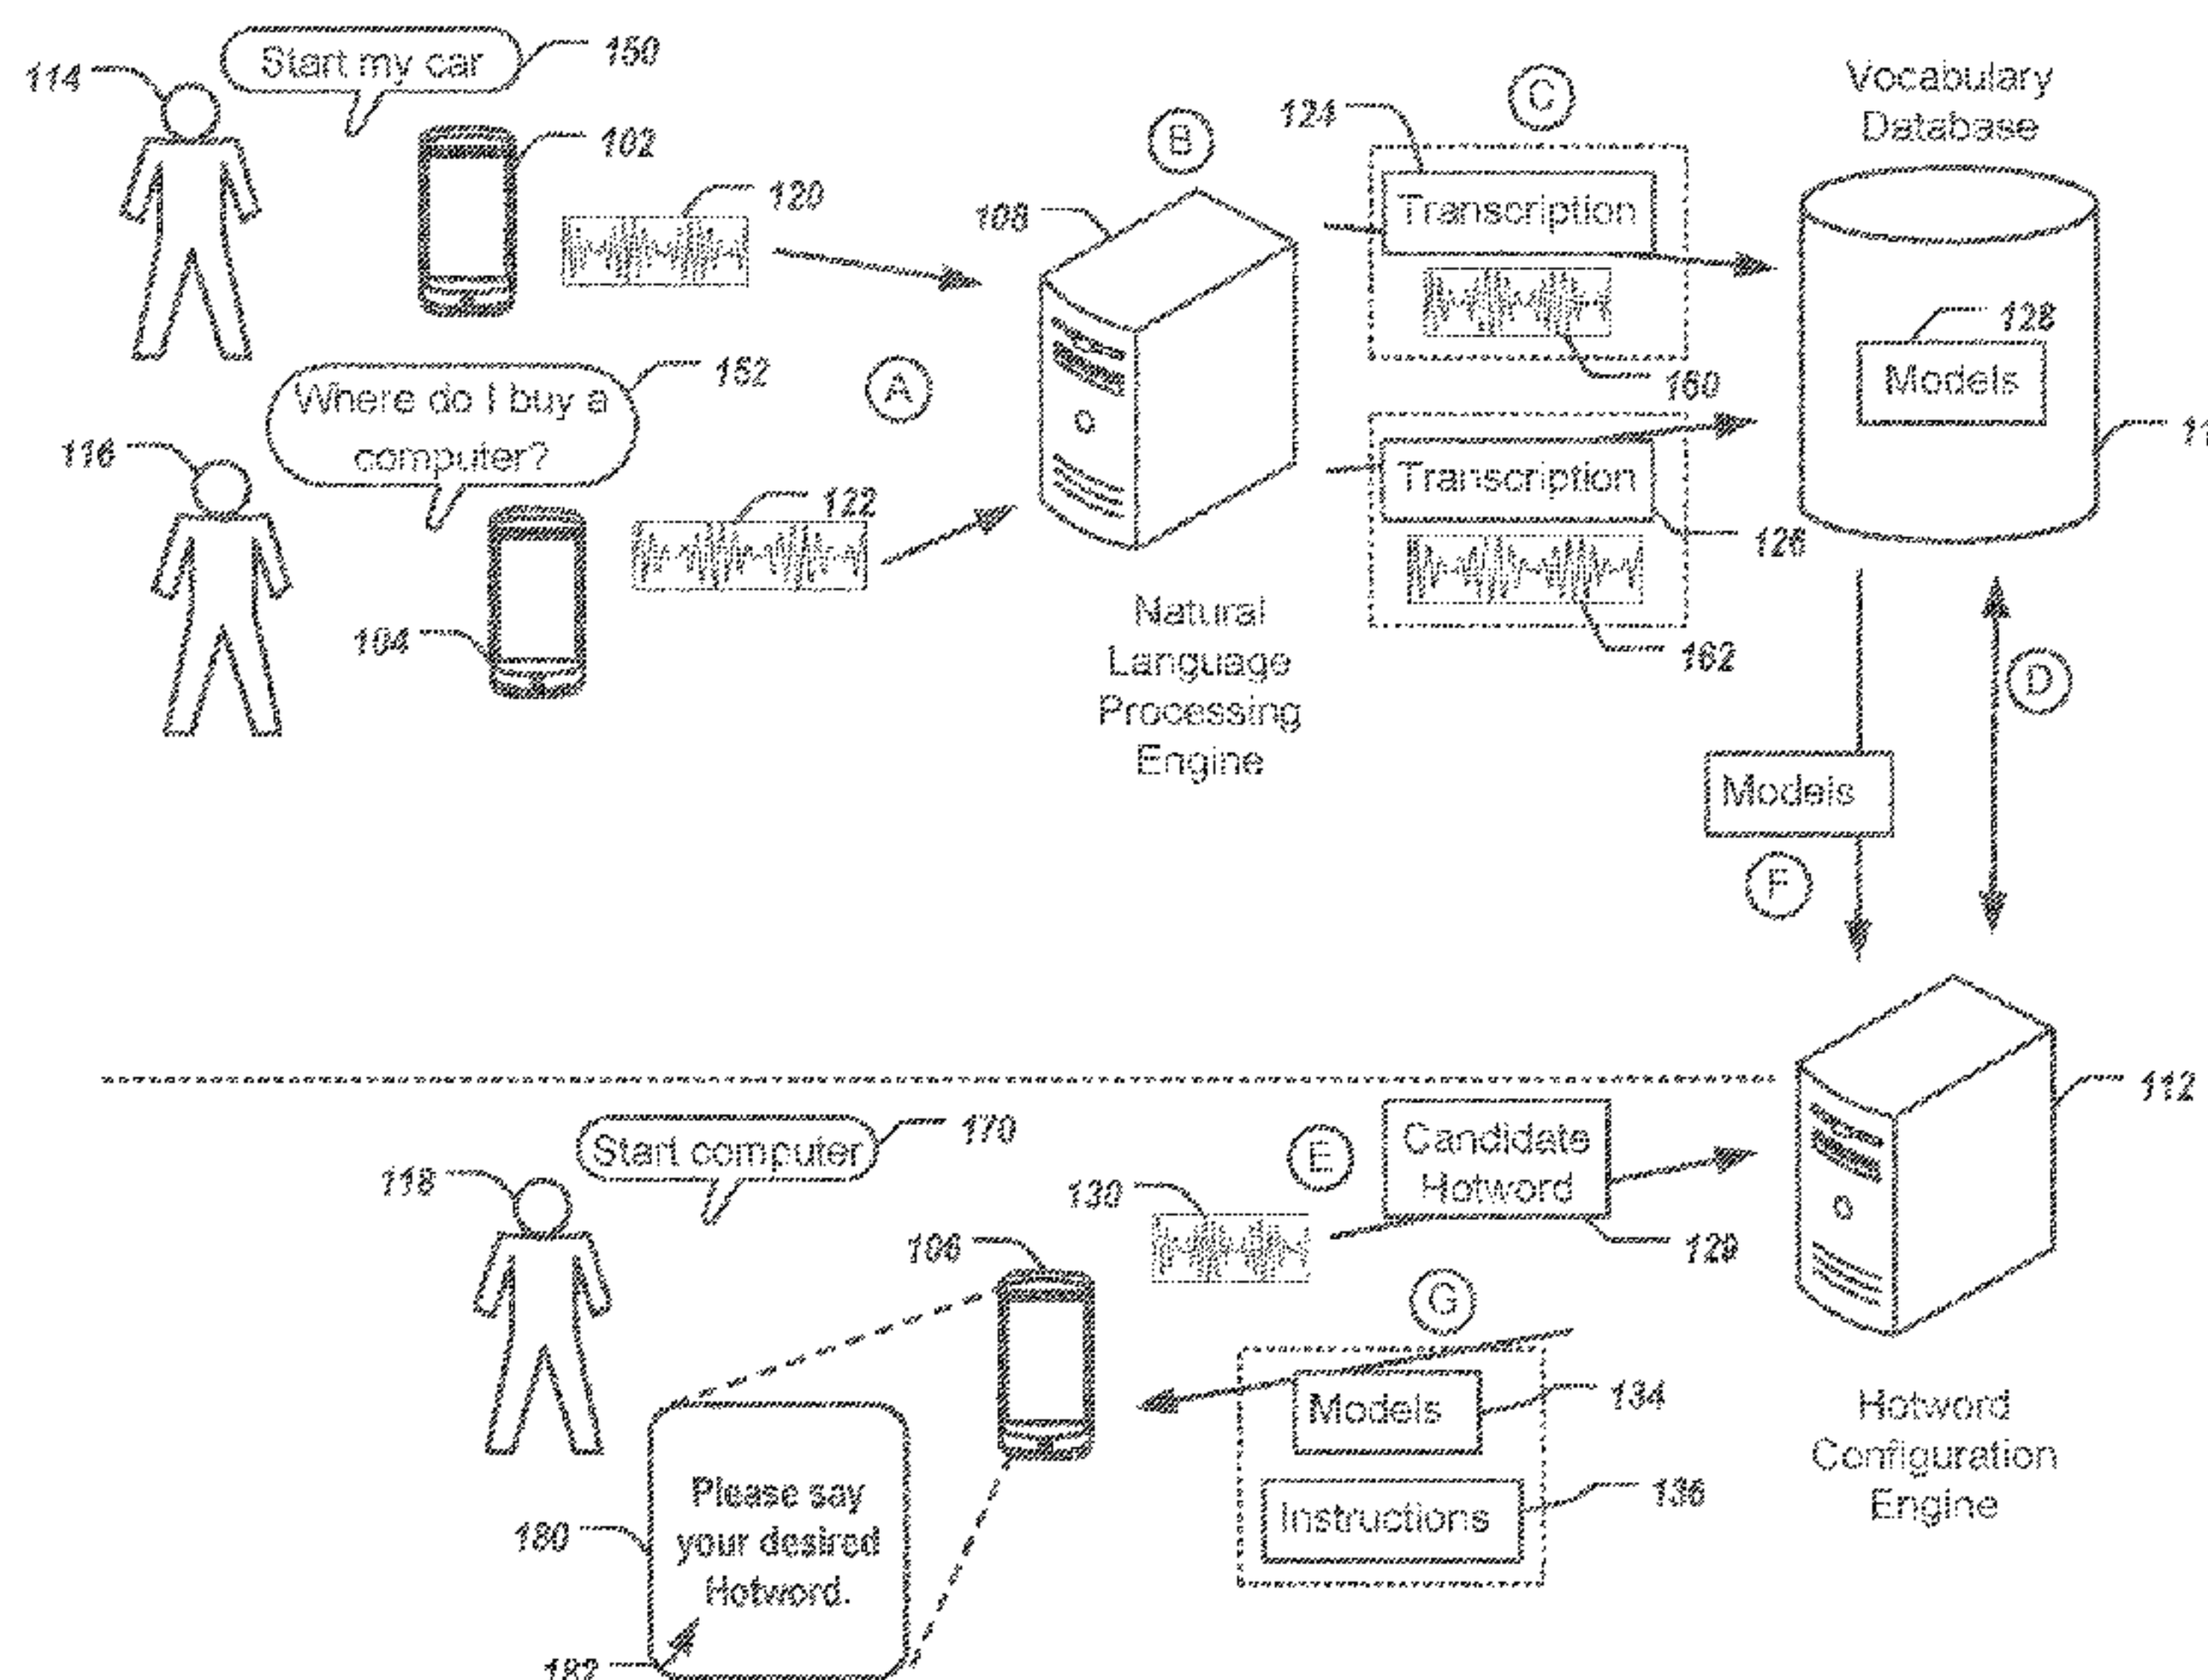 114
Start my car
150
102
120
Where do I buy a
computer?
152
116
122
104
A
B
108
Natural
Language
Processing
Engine
C
124
Transcription
160
Transcription
126
162
Vocabulary
Database
128
Models
11
D
Models
F
118
Start computer
170
106
130
E
Candidate
Hotword
129
112
G
Models
134
Instructions
136
Hotword
Configuration
Engine
180
Please say
your desired
Hotword.
182